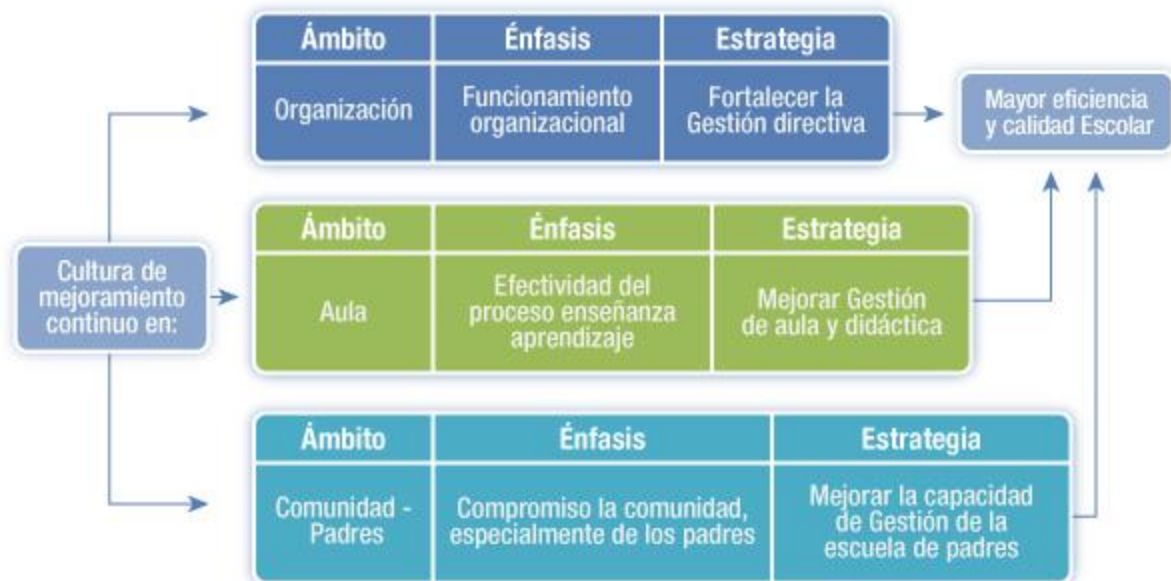 Cultura de
mejoramiento
continuo en:
Ámbito Énfasis Estrategia
Organización
Funcionamiento
organizacional
Fortalecer la
Gestión directiva
Ámbito Énfasis Estrategia
Aula
Efectividad del
proceso enseñanza
aprendizaje
Mejorar Gestión
de aula y didáctica
Ámbito Énfasis Estrategia
Comunidad -
Padres
Compromiso la comunidad,
especialmente de los padres
Mejorar la capacidad
de Gestión de la
escuela de padres
Mayor eficiencia
y calidad Escolar